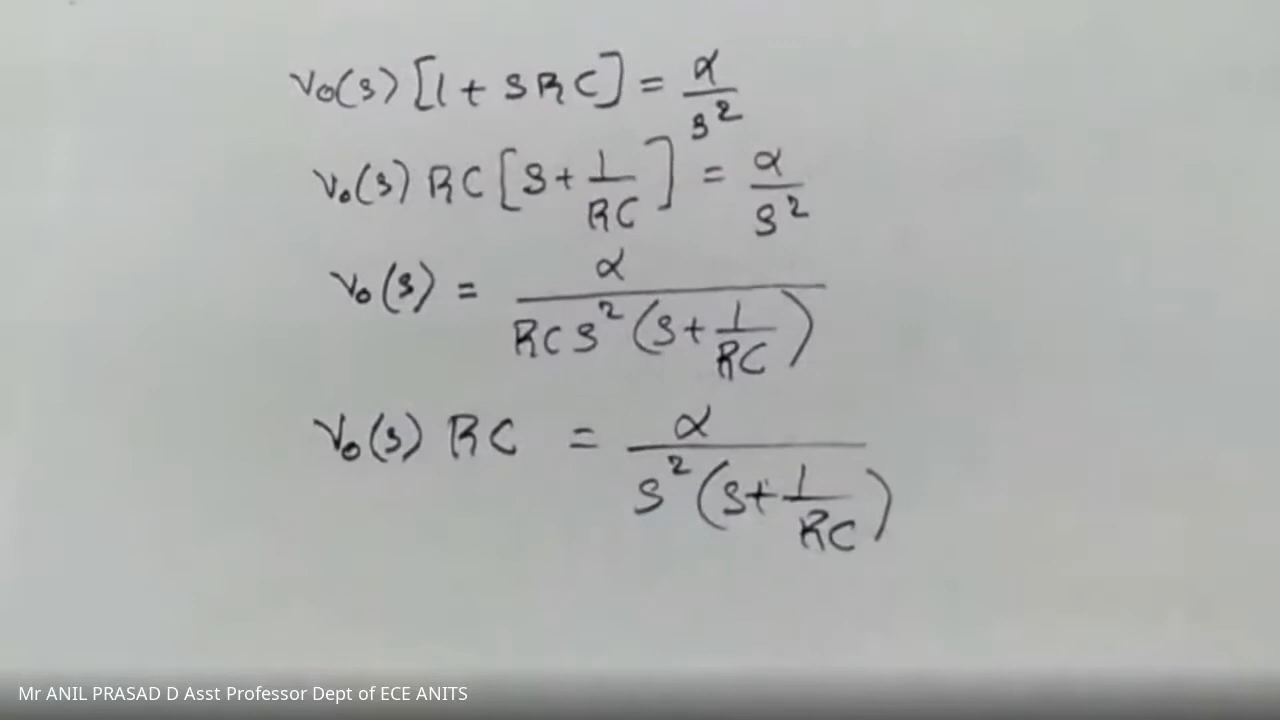 V₀(s) [1 + SRC] = α/s²
V₀(s) RC [S + 1/RC] = α/s²
V₀(s) = α/(RC s² (s + 1/RC))
V₀(s) RC = α/(s² (s + 1/RC))
Mr ANIL PRASAD D Asst Professor Dept of ECE ANITS